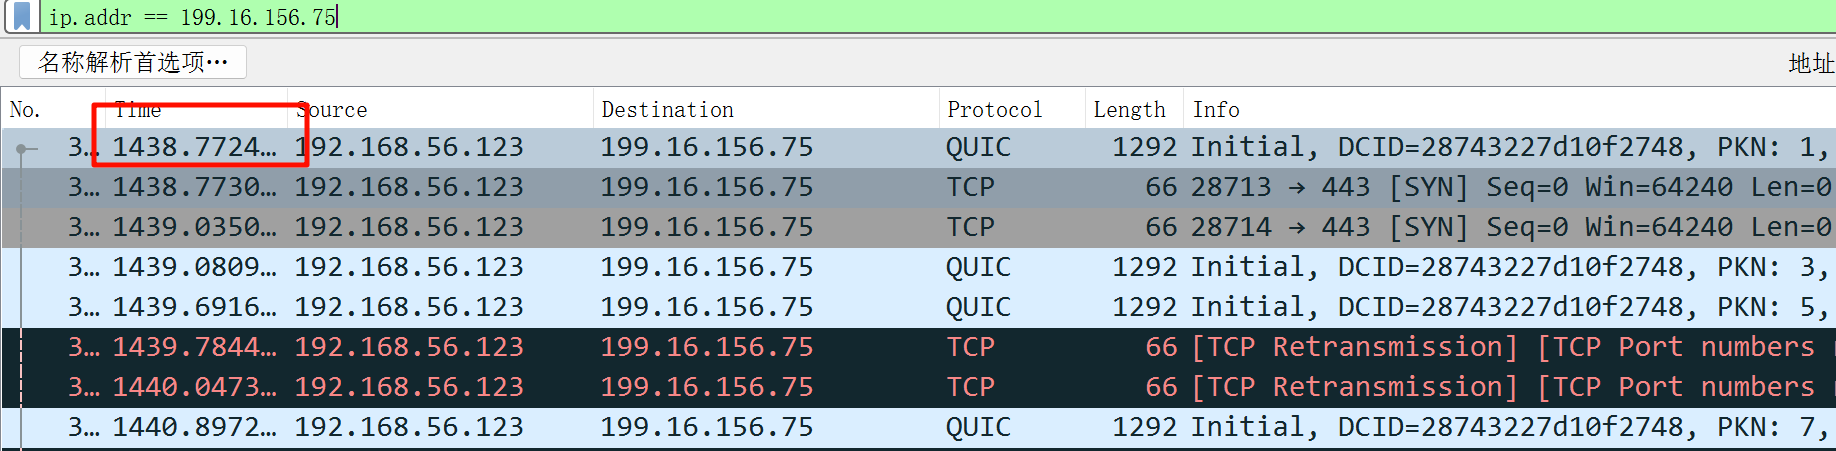 ip.addr == 199.16.156.75
名称解析首选项…
地址
No. Time Source Destination Protocol Length Info
3… 1438.7724… 192.168.56.123 199.16.156.75 QUIC 1292 Initial, DCID=28743227d10f2748, PKN: 1,
3… 1438.7730… 192.168.56.123 199.16.156.75 TCP 66 28713 → 443 [SYN] Seq=0 Win=64240 Len=0
3… 1439.0350… 192.168.56.123 199.16.156.75 TCP 66 28714 → 443 [SYN] Seq=0 Win=64240 Len=0
3… 1439.0809… 192.168.56.123 199.16.156.75 QUIC 1292 Initial, DCID=28743227d10f2748, PKN: 3,
3… 1439.6916… 192.168.56.123 199.16.156.75 QUIC 1292 Initial, DCID=28743227d10f2748, PKN: 5,
3… 1439.7844… 192.168.56.123 199.16.156.75 TCP 66 [TCP Retransmission] [TCP Port numbers
3… 1440.0473… 192.168.56.123 199.16.156.75 TCP 66 [TCP Retransmission] [TCP Port numbers
3… 1440.8972… 192.168.56.123 199.16.156.75 QUIC 1292 Initial, DCID=28743227d10f2748, PKN: 7,